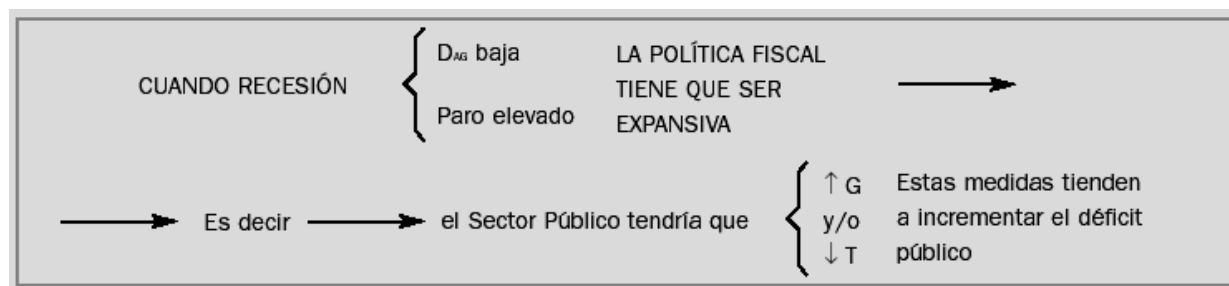 D_AG baja LA POLÍTICA FISCAL
CUANDO RECESIÓN TIENE QUE SER
Paro elevado EXPANSIVA
↑ G Estas medidas tienden
Es decir el Sector Público tendría que y/o a incrementar el déficit
↓ T público